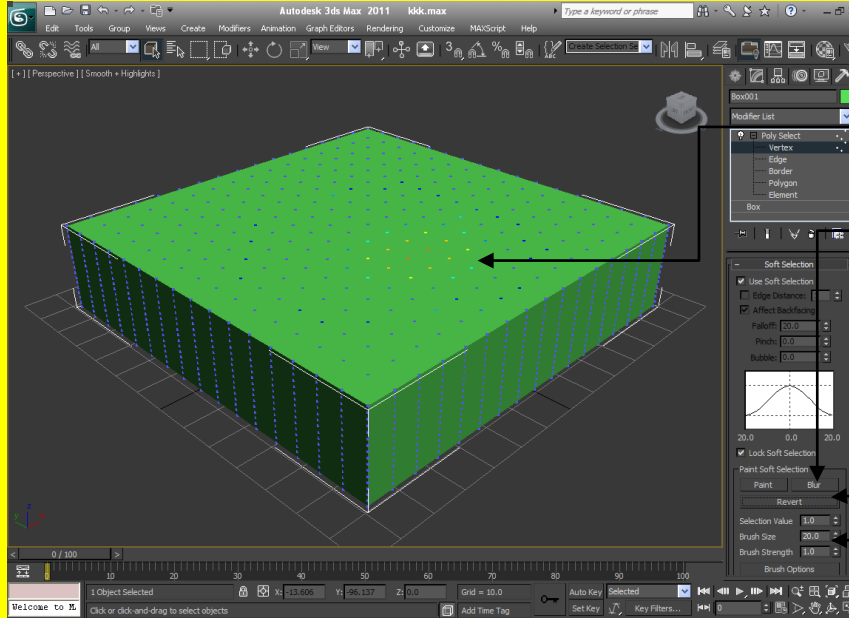 Autodesk 3ds Max 2011 kkk.max
Type a keyword or phrase
Edit Tools Group Views Create Modifiers Animation Graph Editors Rendering Customize MAXScript Help
All
View
Create Selection Se
[ + ] [ Perspective ] [ Smooth + Highlights ]
Box001
Modifier List
Poly Select
Vertex
Edge
Border
Polygon
Element
Box
Soft Selection
Use Soft Selection
Edge Distance:
Affect Backfacing
Falloff: 20.0
Pinch: 0.0
Bubble: 0.0
20.0 0.0 20.0
Lock Soft Selection
Paint Soft Selection
Paint Blur
Revert
Selection Value 1.0
Brush Size 20.0
Brush Strength 1.0
Brush Options
z
y
< 0 / 100 >
0 10 20 30 40 50 60 70 80 90 100
1 Object Selected X: -13.606 Y: -96.137 Z: 0.0 Grid = 10.0 Auto Key Selected
Welcome to M. Click or click-and-drag to select objects Add Time Tag Set Key Key Filters... 0